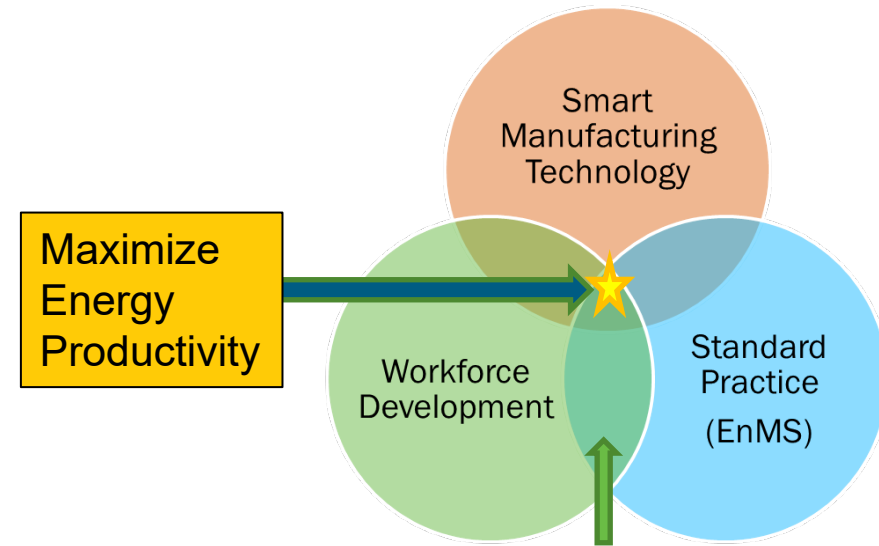 Smart
Manufacturing
Technology
Maximize
Energy
Productivity
Workforce
Development
Standard
Practice
(EnMS)